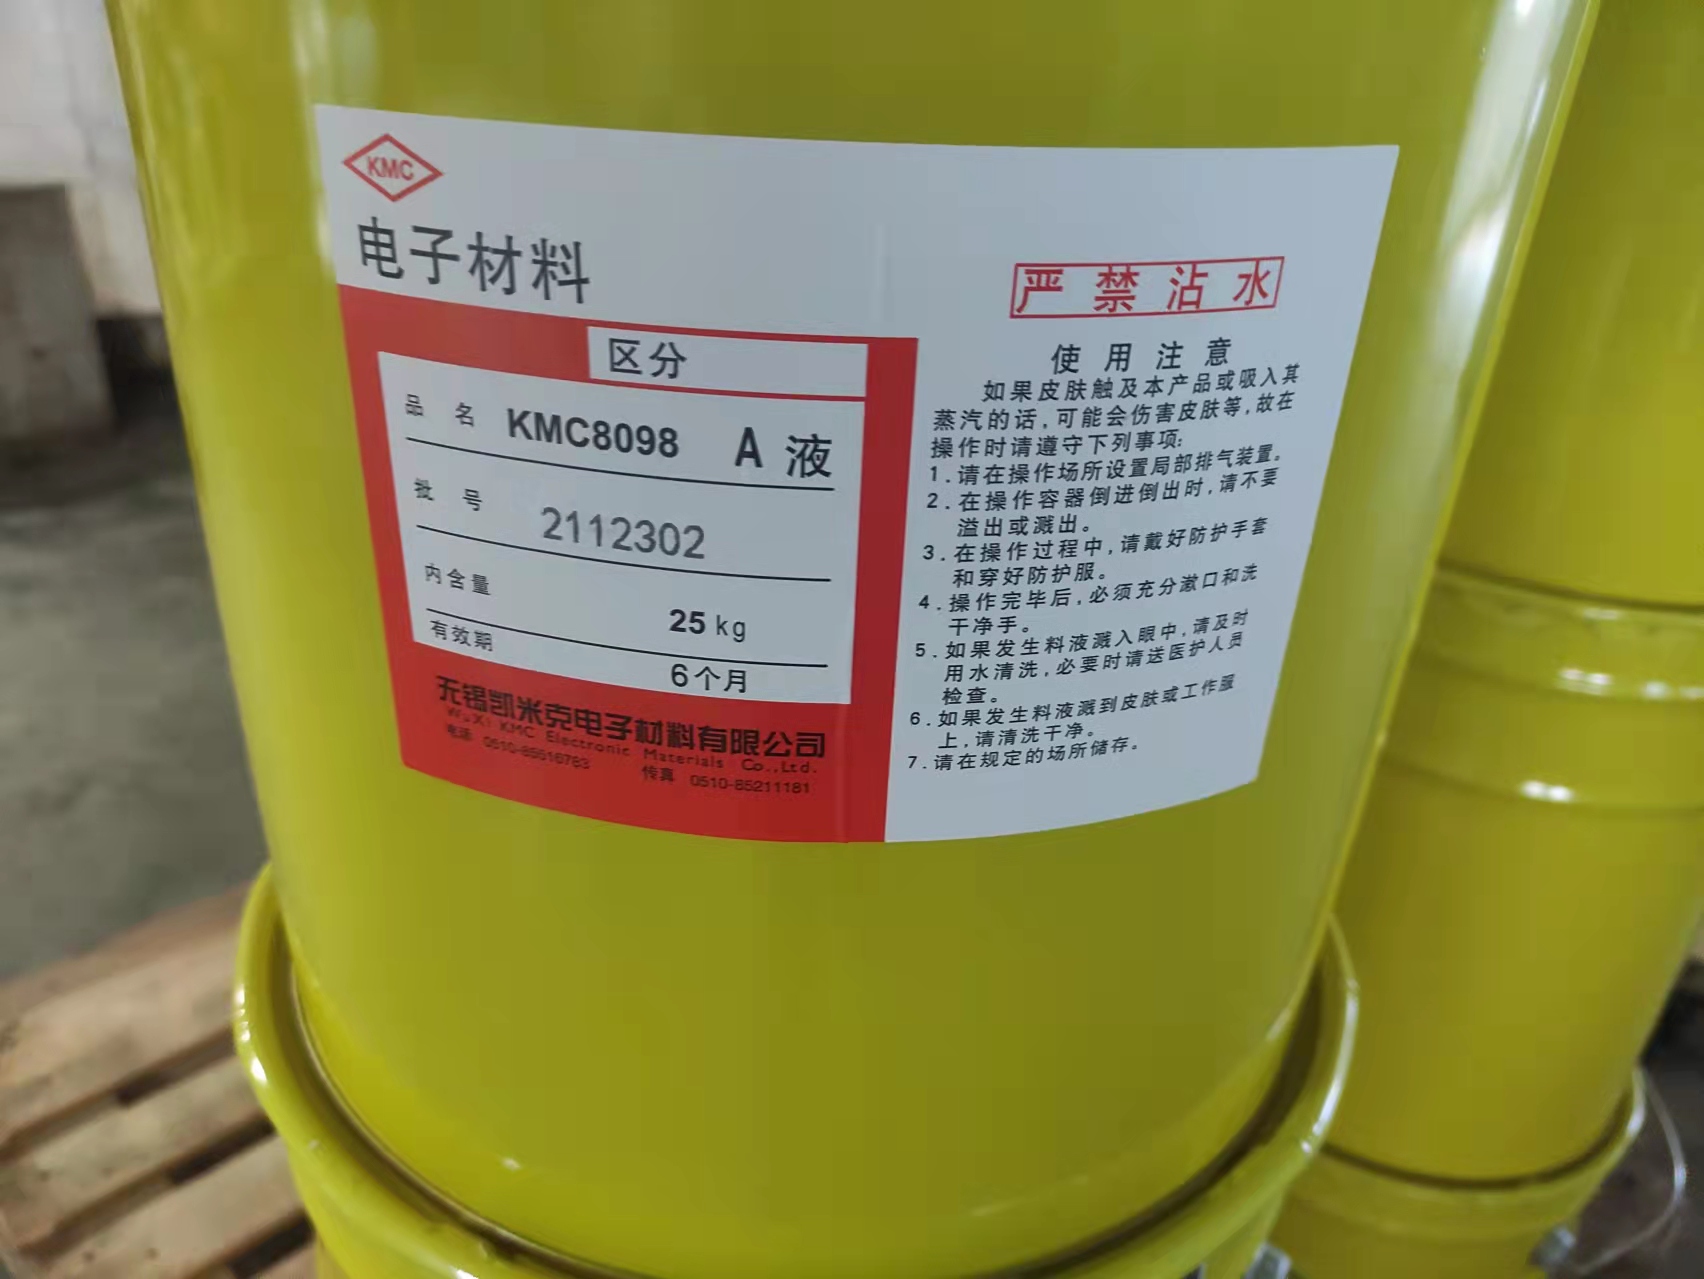 KMC
电子材料
区分
品名 KMC8098 A液
批号 2112302
内含量 25kg
有效期 6个月
无锡凯米克电子材料有限公司
WuXi KMC Electronic Materials Co.,Ltd.
电话 0510-85616783 传真 0510-85211181
严禁沾水
使用注意
如果皮肤触及本产品或吸入其
蒸汽的话,可能会伤害皮肤等,故在
操作时请遵守下列事项:
1.请在操作场所设置局部排气装置。
2.在操作容器倒进倒出时,请不要
溢出或溅出。
3.在操作过程中,请戴好防护手套
和穿好防护服。
4.操作完毕后,必须充分漱口和洗
干净手。
5.如果发生料液溅入眼中,请及时
用水清洗,必要时请送医护人员
检查。
6.如果发生料液溅到皮肤或工作服
上,请清洗干净。
7.请在规定的场所储存。